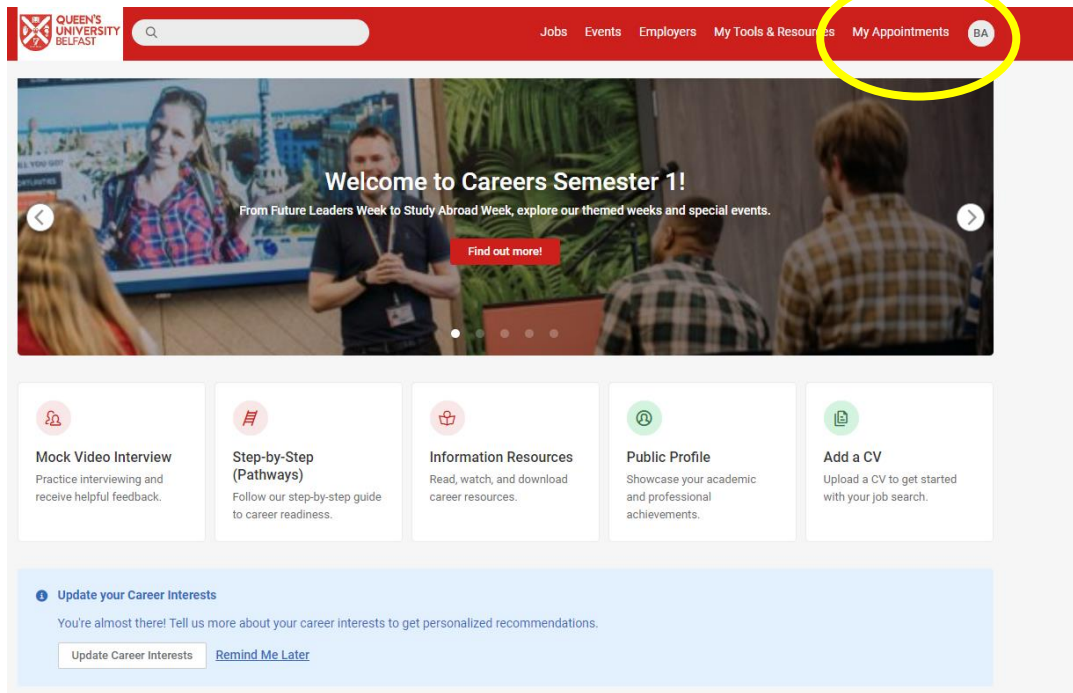 QUEEN'S
UNIVERSITY
BELFAST
Jobs Events Employers My Tools & Resources My Appointments BA
Welcome to Careers Semester 1!
From Future Leaders Week to Study Abroad Week, explore our themed weeks and special events.
Find out more!
Mock Video Interview
Practice interviewing and
receive helpful feedback.
Step-by-Step
(Pathways)
Follow our step-by-step guide
to career readiness.
Information Resources
Read, watch, and download
career resources.
Public Profile
Showcase your academic
and professional
achievements.
Add a CV
Upload a CV to get started
with your job search.
Update your Career Interests
You're almost there! Tell us more about your career interests to get personalized recommendations.
Update Career Interests Remind Me Later